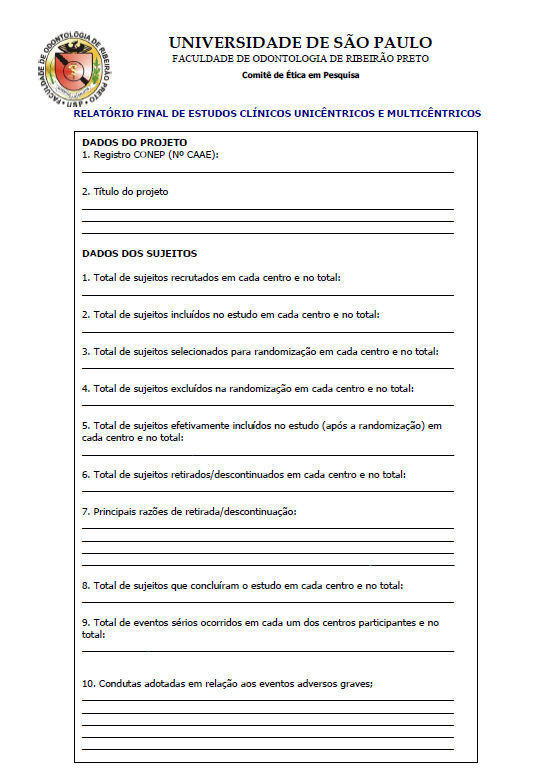 FACULDADE DE ODONTOLOGIA DE RIBEIRÃO PRETO
USP
UNIVERSIDADE DE SÃO PAULO
FACULDADE DE ODONTOLOGIA DE RIBEIRÃO PRETO
Comitê de Ética em Pesquisa
RELATÓRIO FINAL DE ESTUDOS CLÍNICOS UNICÊNTRICOS E MULTICÊNTRICOS
DADOS DO PROJETO
1. Registro CONEP (Nº CAAE):
2. Título do projeto
DADOS DOS SUJEITOS
1. Total de sujeitos recrutados em cada centro e no total:
2. Total de sujeitos incluídos no estudo em cada centro e no total:
3. Total de sujeitos selecionados para randomização em cada centro e no total:
4. Total de sujeitos excluídos na randomização em cada centro e no total:
5. Total de sujeitos efetivamente incluídos no estudo (após a randomização) em
cada centro e no total:
6. Total de sujeitos retirados/descontinuados em cada centro e no total:
7. Principais razões de retirada/descontinuação:
8. Total de sujeitos que concluíram o estudo em cada centro e no total:
9. Total de eventos sérios ocorridos em cada um dos centros participantes e no
total:
10. Condutas adotadas em relação aos eventos adversos graves;